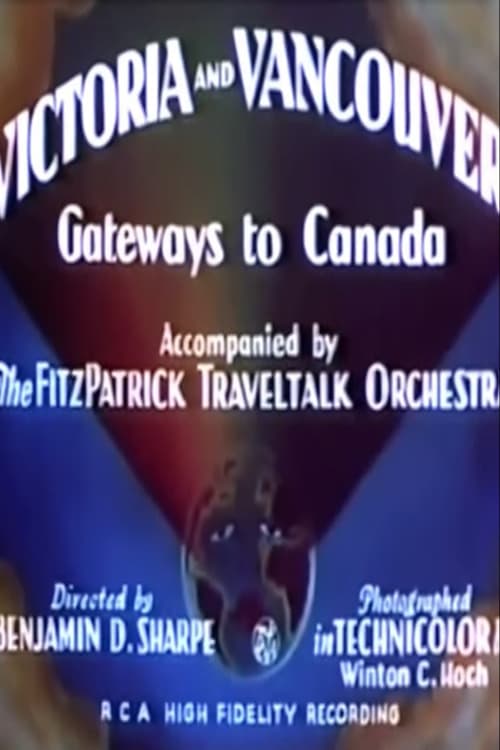 VICTORIA AND VANCOUVER
Gateways to Canada
Accompanied by
The FITZPATRICK TRAVELTALK ORCHESTRA
Directed by
BENJAMIN D. SHARPE
Photographed
in TECHNICOLOR
Winton C. Hoch
RCA HIGH FIDELITY RECORDING